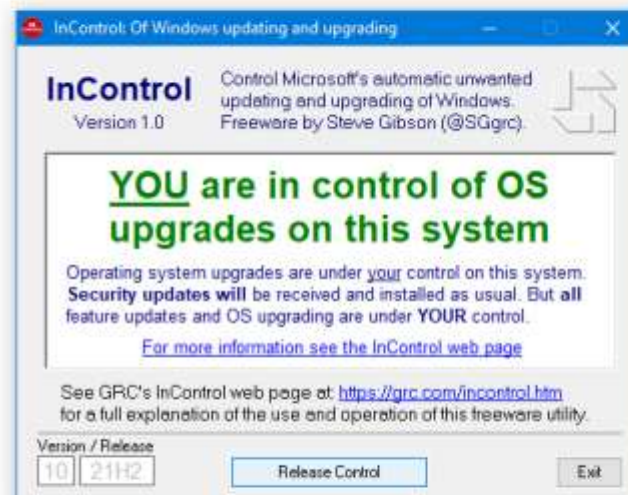 InControl: Of Windows updating and upgrading
InControl
Version 1.0
Control Microsoft's automatic unwanted
updating and upgrading of Windows.
Freeware by Steve Gibson (@SGgrc).
YOU are in control of OS
upgrades on this system
Operating system upgrades are under your control on this system.
Security updates will be received and installed as usual. But all
feature updates and OS upgrading are under YOUR control.
For more information see the InControl web page
See GRC's InControl web page at: https://grc.com/incontrol.htm
for a full explanation of the use and operation of this freeware utility.
Version / Release
10 21H2
Release Control
Exit